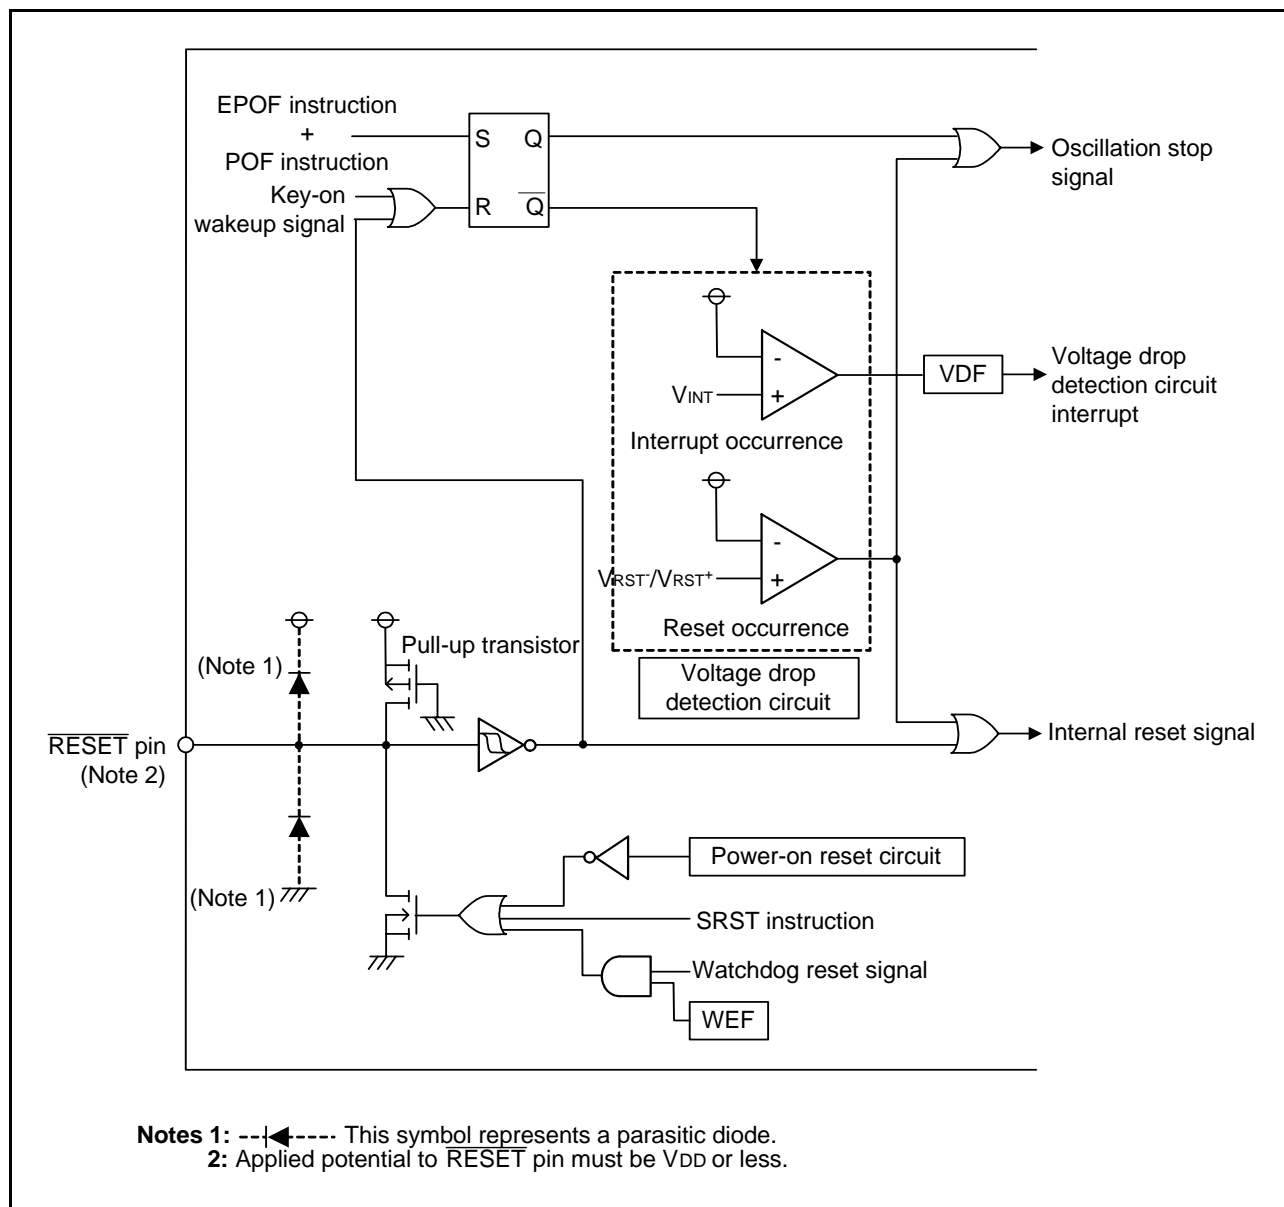 EPOF instruction
+
POF instruction
Key-on
wakeup signal
S Q
R Q̅
Oscillation stop
signal
-
VINT
+
Interrupt occurrence
VDF
Voltage drop
detection circuit
interrupt
-
VRST-/VRST+
+
Reset occurrence
Voltage drop
detection circuit
Pull-up transistor
(Note 1)
R̅E̅S̅E̅T̅ pin
(Note 2)
Internal reset signal
(Note 1)
Power-on reset circuit
SRST instruction
Watchdog reset signal
WEF
Notes 1: This symbol represents a parasitic diode.
2: Applied potential to R̅E̅S̅E̅T̅ pin must be VDD or less.